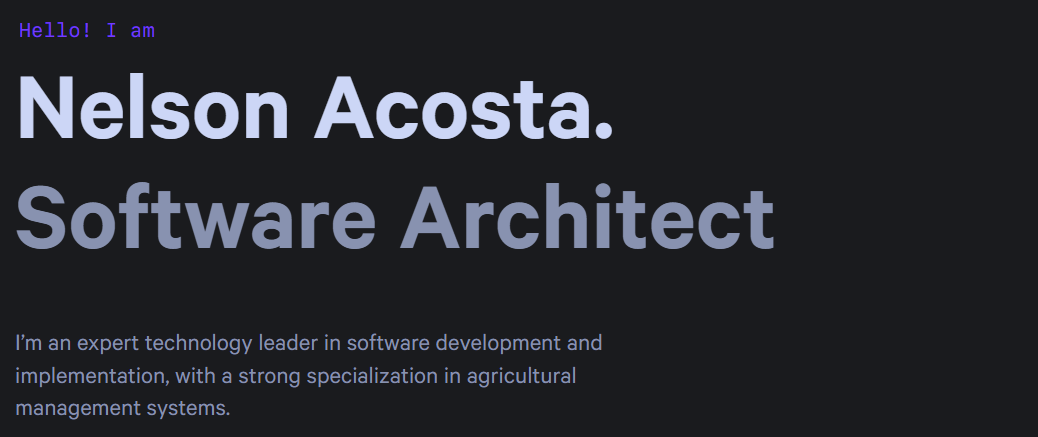 Hello! I am
Nelson Acosta.
Software Architect
I’m an expert technology leader in software development and
implementation, with a strong specialization in agricultural
management systems.